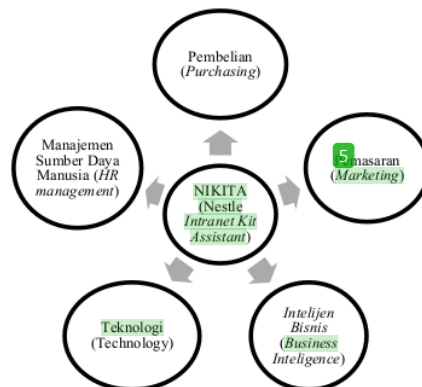 Pembelian
(Purchasing)
Manajemen
Sumber Daya
Manusia (HR
management)
5
masaran
(Marketing)
NIKITA
(Nestle
Intranet Kit
Assistant)
Teknologi
(Technology)
Intelijen
Bisnis
(Business
Inteligence)